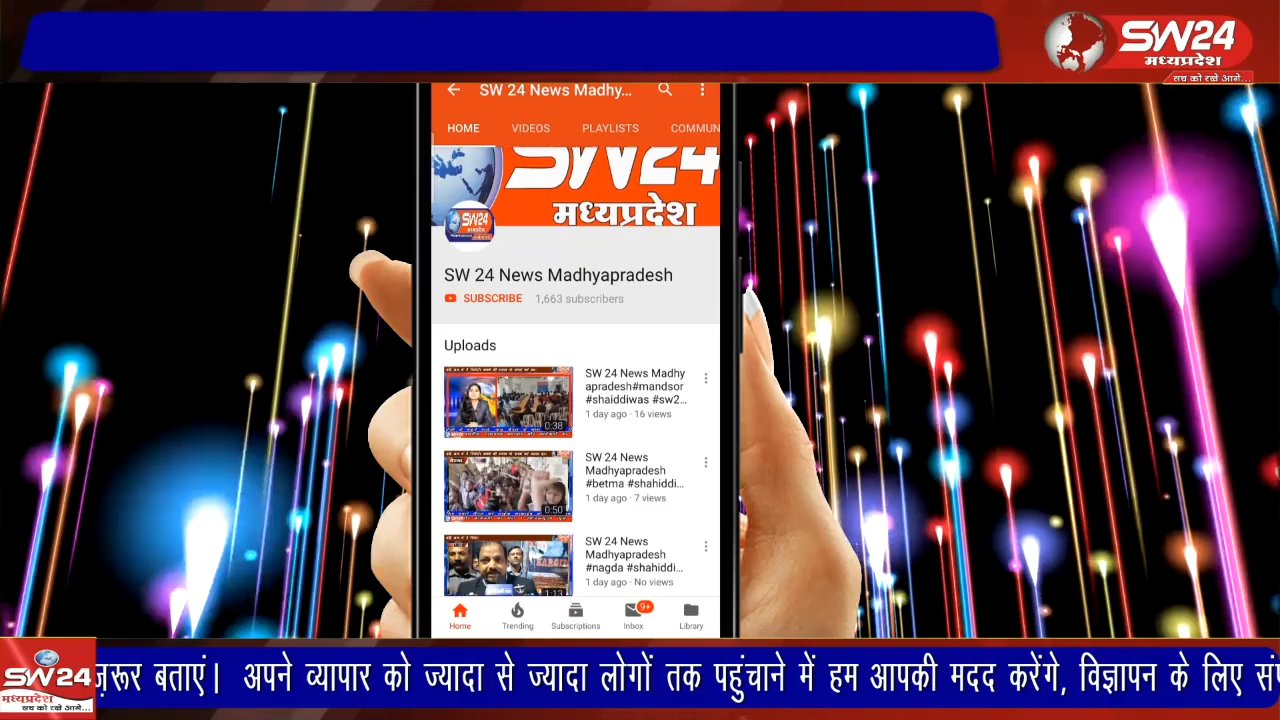 SW24
मध्यप्रदेश
सच को रखे आगे...
SW 24 News Madhy...
HOME VIDEOS PLAYLISTS COMMUN
SW24
मध्यप्रदेश
SW24
SW 24 News Madhyapradesh
SUBSCRIBE 1,663 subscribers
Uploads
SW 24 News Madhy
apradesh#mandsor
#shaiddiwas #sw2...
1 day ago · 16 views
0:38
SW 24 News
Madhyapradesh
#betma #shahiddi...
1 day ago · 7 views
0:50
SW 24 News
Madhyapradesh
#nagda #shahiddi...
1 day ago · No views
1:13
9+
Home Trending Subscriptions Inbox Library
SW24
मध्यप्रदेश
सच को रखे आगे...
ज़रूर बताएं। अपने व्यापार को ज्यादा से ज्यादा लोगों तक पहुंचाने में हम आपकी मदद करेंगे, विज्ञापन के लिए सं